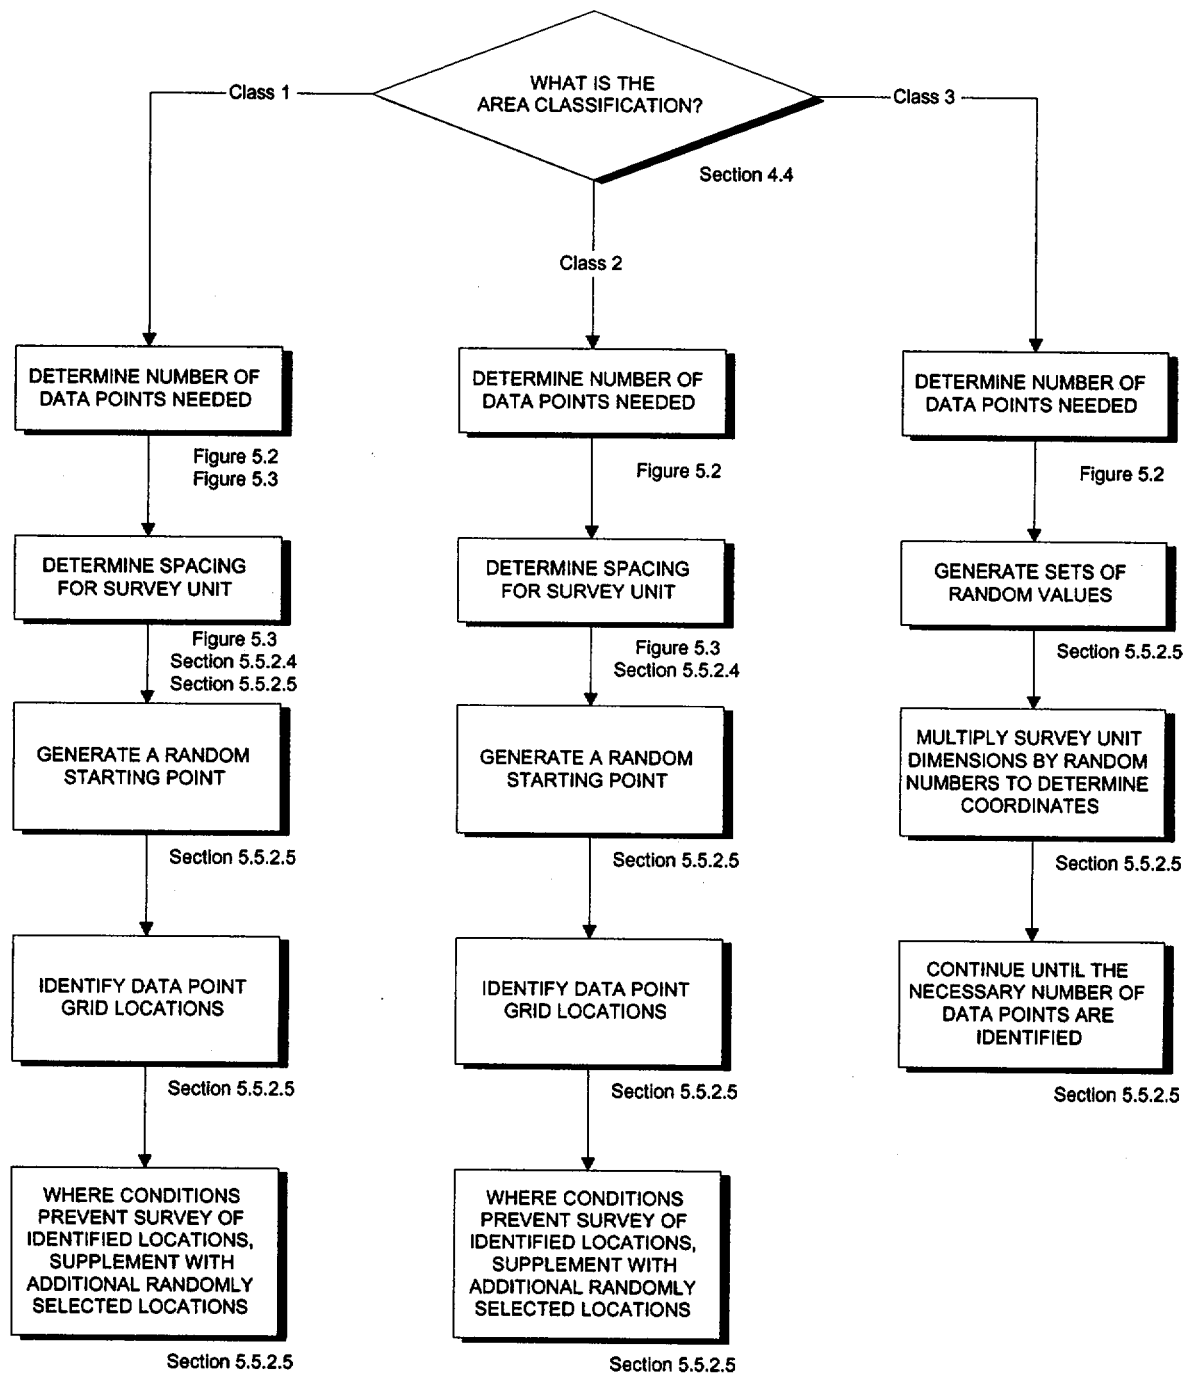 WHAT IS THE
AREA CLASSIFICATION?
Section 4.4
Class 1
Class 2
Class 3
DETERMINE NUMBER OF
DATA POINTS NEEDED
Figure 5.2
Figure 5.3
DETERMINE SPACING
FOR SURVEY UNIT
Figure 5.3
Section 5.5.2.4
Section 5.5.2.5
GENERATE A RANDOM
STARTING POINT
Section 5.5.2.5
IDENTIFY DATA POINT
GRID LOCATIONS
Section 5.5.2.5
WHERE CONDITIONS
PREVENT SURVEY OF
IDENTIFIED LOCATIONS,
SUPPLEMENT WITH
ADDITIONAL RANDOMLY
SELECTED LOCATIONS
Section 5.5.2.5
DETERMINE NUMBER OF
DATA POINTS NEEDED
Figure 5.2
DETERMINE SPACING
FOR SURVEY UNIT
Figure 5.3
Section 5.5.2.4
GENERATE A RANDOM
STARTING POINT
Section 5.5.2.5
IDENTIFY DATA POINT
GRID LOCATIONS
Section 5.5.2.5
WHERE CONDITIONS
PREVENT SURVEY OF
IDENTIFIED LOCATIONS,
SUPPLEMENT WITH
ADDITIONAL RANDOMLY
SELECTED LOCATIONS
Section 5.5.2.5
DETERMINE NUMBER OF
DATA POINTS NEEDED
Figure 5.2
GENERATE SETS OF
RANDOM VALUES
Section 5.5.2.5
MULTIPLY SURVEY UNIT
DIMENSIONS BY RANDOM
NUMBERS TO DETERMINE
COORDINATES
Section 5.5.2.5
CONTINUE UNTIL THE
NECESSARY NUMBER OF
DATA POINTS ARE
IDENTIFIED
Section 5.5.2.5